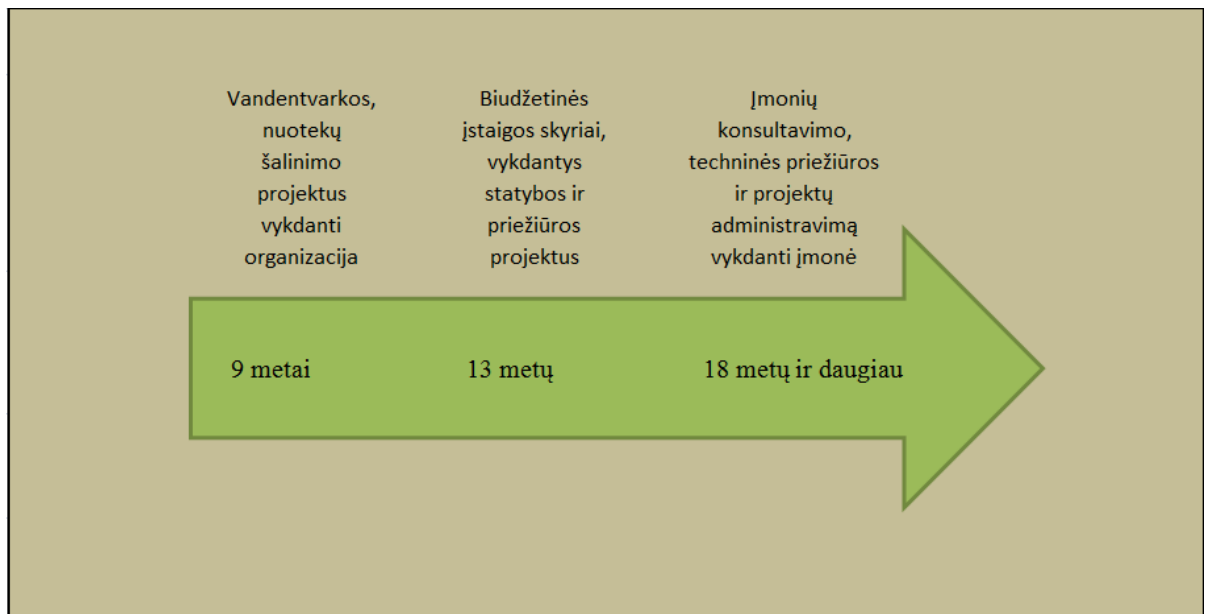 Vandentvarkos,
nuotekų
šalinimo
projektus
vykdanti
organizacija
Biudžetinės
įstaigos skyriai,
vykdantys
statybos ir
priežiūros
projektus
Įmonių
konsultavimo,
techninės priežiūros
ir projektų
administravimą
vykdanti įmonė
9 metai
13 metų
18 metų ir daugiau